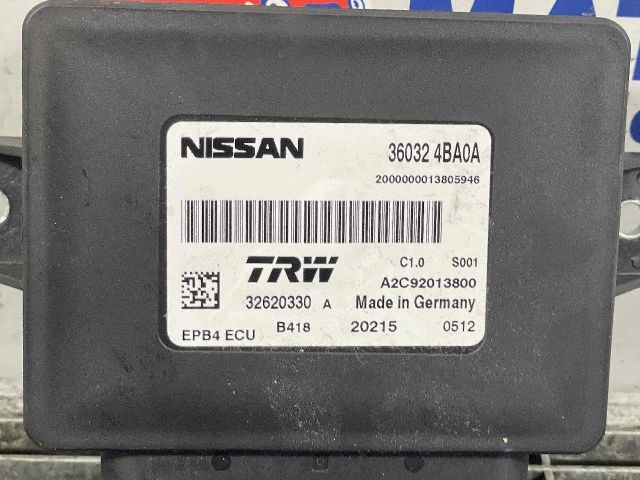 NISSAN 36032 4BA0A
2000000013805946
TRW C1.0 S001
A2C92013800
32620330 A Made in Germany
EPB4 ECU B418 20215 0512